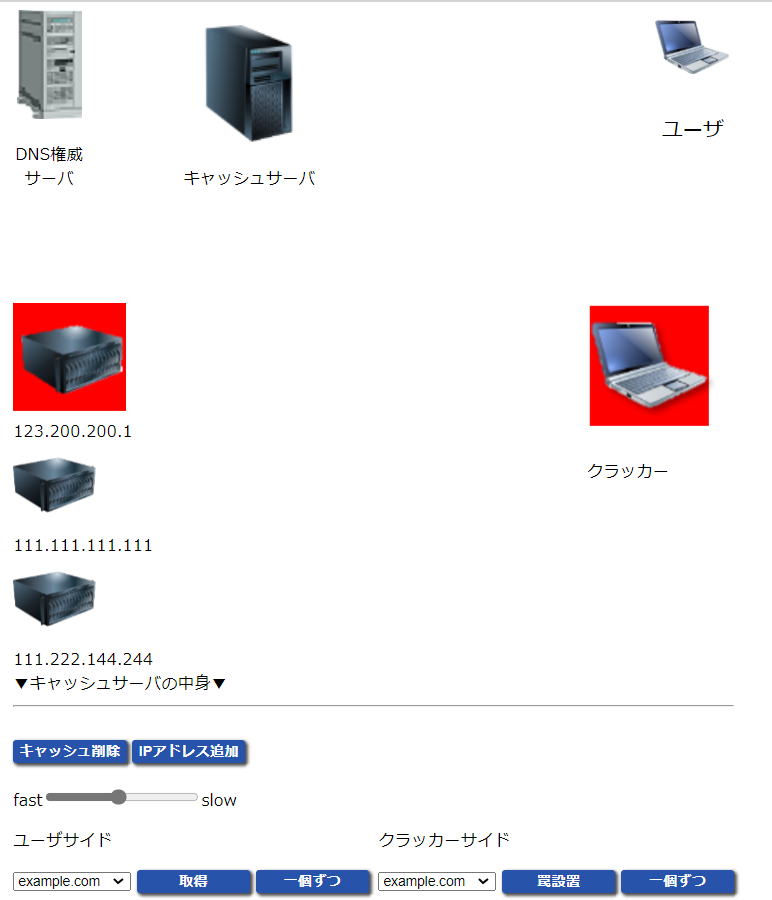 DNS権威
サーバ
キャッシュサーバ
ユーザ
123.200.200.1
クラッカー
111.111.111.111
111.222.144.244
▼キャッシュサーバの中身▼
キャッシュ削除 IPアドレス追加
fast slow
ユーザサイド クラッカーサイド
example.com 取得 一個ずつ example.com 罠設置 一個ずつ